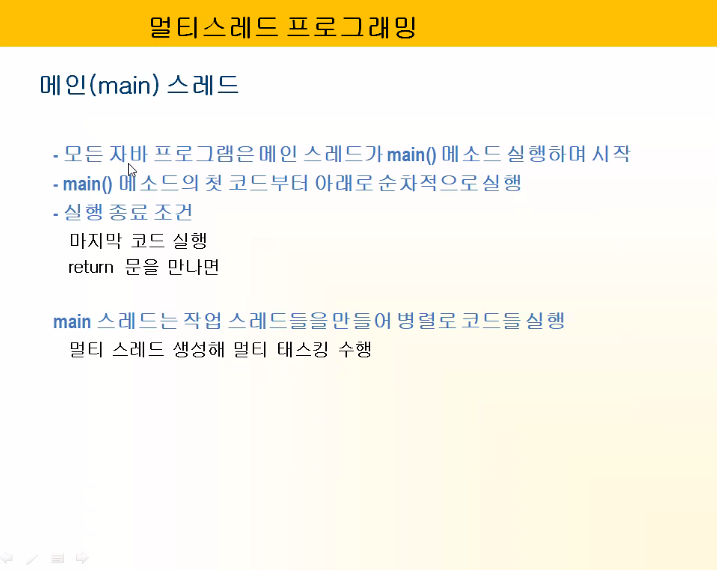 멀티스레드 프로그래밍
메인(main) 스레드
- 모든 자바 프로그램은 메인 스레드가 main() 메소드 실행하며 시작
- main() 메소드의 첫 코드부터 아래로 순차적으로 실행
- 실행 종료 조건
마지막 코드 실행
return 문을 만나면
main 스레드는 작업 스레드들을 만들어 병렬로 코드들 실행
멀티 스레드 생성해 멀티 태스킹 수행